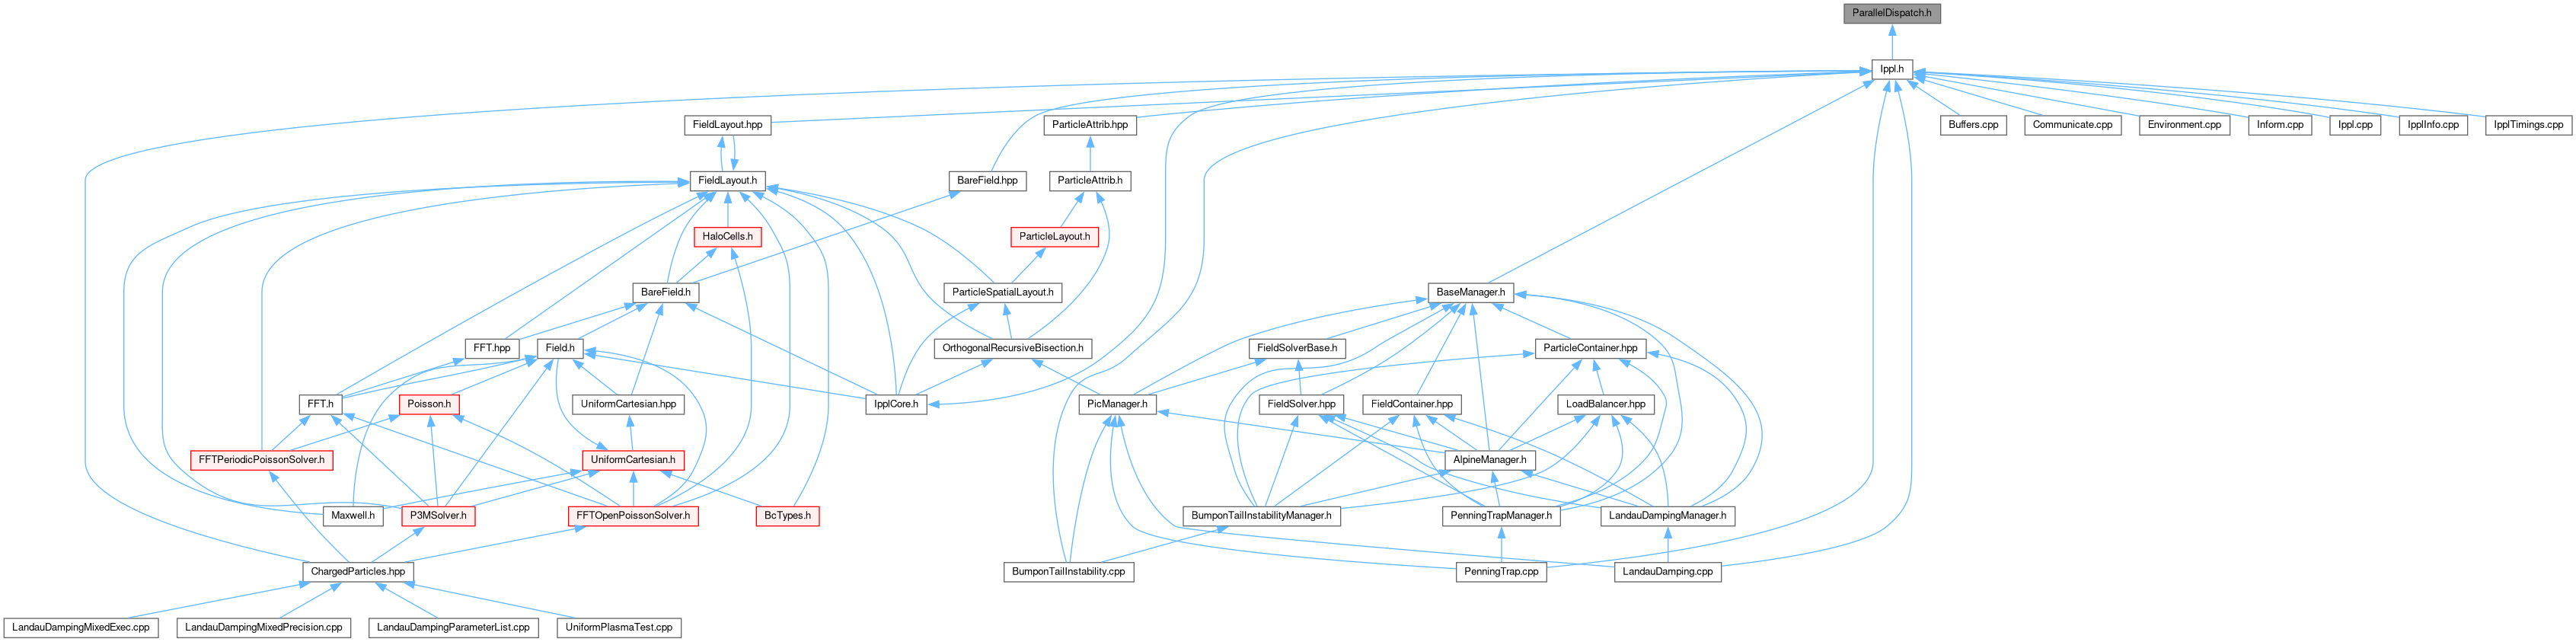 ParallelDispatch.h
Ippl.h
FieldLayout.hpp
ParticleAttrib.hpp
Buffers.cpp
Communicate.cpp
Environment.cpp
Inform.cpp
Ippl.cpp
IpplInfo.cpp
IpplTimings.cpp
FieldLayout.h
BareField.hpp
ParticleAttrib.h
HaloCells.h
ParticleLayout.h
BareField.h
ParticleSpatialLayout.h
BaseManager.h
FFT.hpp
Field.h
OrthogonalRecursiveBisection.h
FieldSolverBase.h
ParticleContainer.hpp
FFT.h
Poisson.h
UniformCartesian.hpp
IpplCore.h
PicManager.h
FieldSolver.hpp
FieldContainer.hpp
LoadBalancer.hpp
FFTPeriodicPoissonSolver.h
UniformCartesian.h
AlpineManager.h
Maxwell.h
P3MSolver.h
FFTOpenPoissonSolver.h
BcTypes.h
BumponTailInstabilityManager.h
PenningTrapManager.h
LandauDampingManager.h
ChargedParticles.hpp
BumponTailInstability.cpp
PenningTrap.cpp
LandauDamping.cpp
LandauDampingMixedExec.cpp
LandauDampingMixedPrecision.cpp
LandauDampingParameterList.cpp
UniformPlasmaTest.cpp